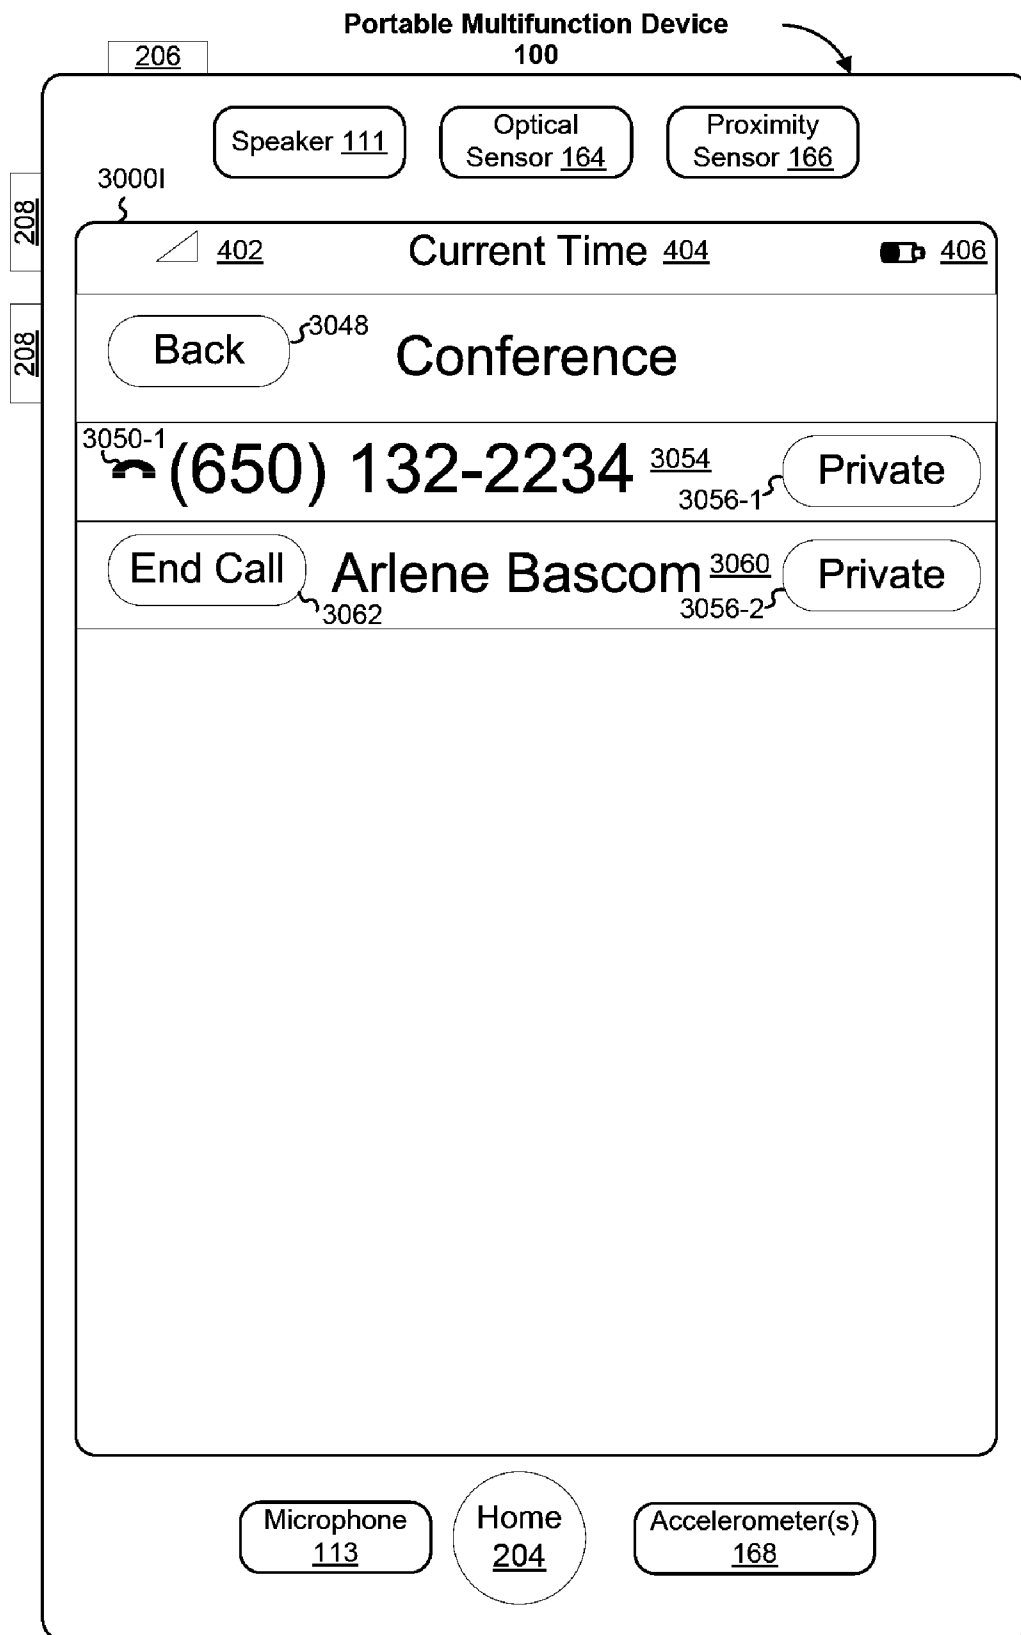 Portable Multifunction Device
100
206
Speaker 111
Optical
Sensor 164
Proximity
Sensor 166
3000I
208
402
Current Time 404
406
208
Back
3048
Conference
3050-1
(650) 132-2234
3054
3056-1
Private
End Call
3062
Arlene Bascom
3060
3056-2
Private
Microphone
113
Home
204
Accelerometer(s)
168